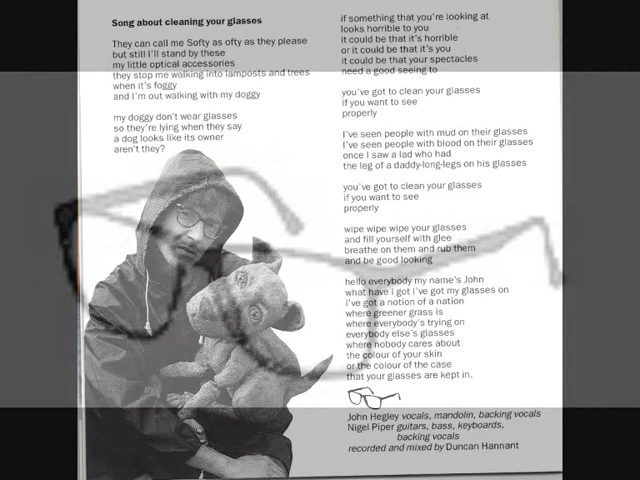 Song about cleaning your glasses
They can call me Softy as ofty as they please
but still I'll stand by these
my little optical accessories
they stop me walking into lamposts and trees
when it's foggy
and I'm out walking with my doggy
my doggy don't wear glasses
so they're lying when they say
a dog looks like its owner
aren't they?
if something that you're looking at
looks horrible to you
it could be that it's horrible
or it could be that it's you
it could be that your spectacles
need a good seeing to
you've got to clean your glasses
if you want to see
properly
I've seen people with mud on their glasses
I've seen people with blood on their glasses
once I saw a lad who had
the leg of a daddy-long-legs on his glasses
you've got to clean your glasses
if you want to see
properly
wipe wipe wipe your glasses
and fill yourself with glee
breathe on them and rub them
and be good looking
hello everybody my name's John
what have i got I've got my glasses on
I've got a notion of a nation
where greener grass is
where everybody's trying on
everybody else's glasses
where nobody cares about
the colour of your skin
or the colour of the case
that your glasses are kept in.
John Hegley vocals, mandolin, backing vocals
Nigel Piper guitars, bass, keyboards,
backing vocals
recorded and mixed by Duncan Hannant